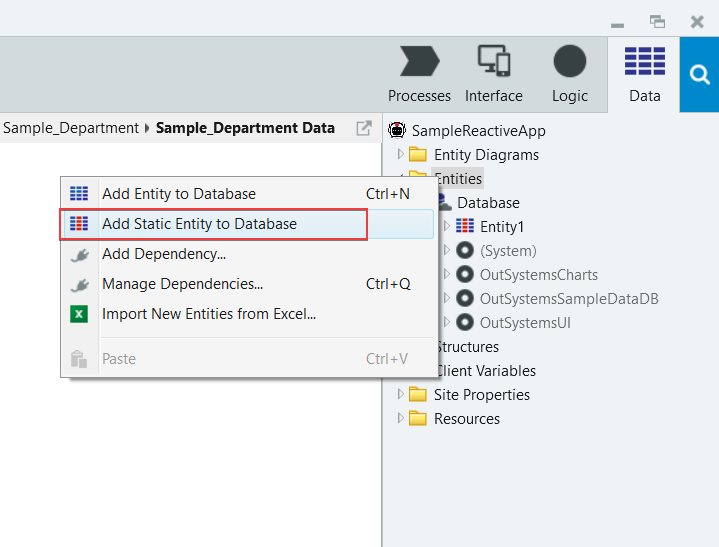 Processes Interface Logic Data
Sample_Department Sample_Department Data
SampleReactiveApp
Entity Diagrams
Entities
Database
Entity1
(System)
OutSystemsCharts
OutSystemsSampleDataDB
OutSystemsUI
Structures
Client Variables
Site Properties
Resources
Add Entity to Database Ctrl+N
Add Static Entity to Database
Add Dependency...
Manage Dependencies... Ctrl+Q
Import New Entities from Excel...
Paste Ctrl+V